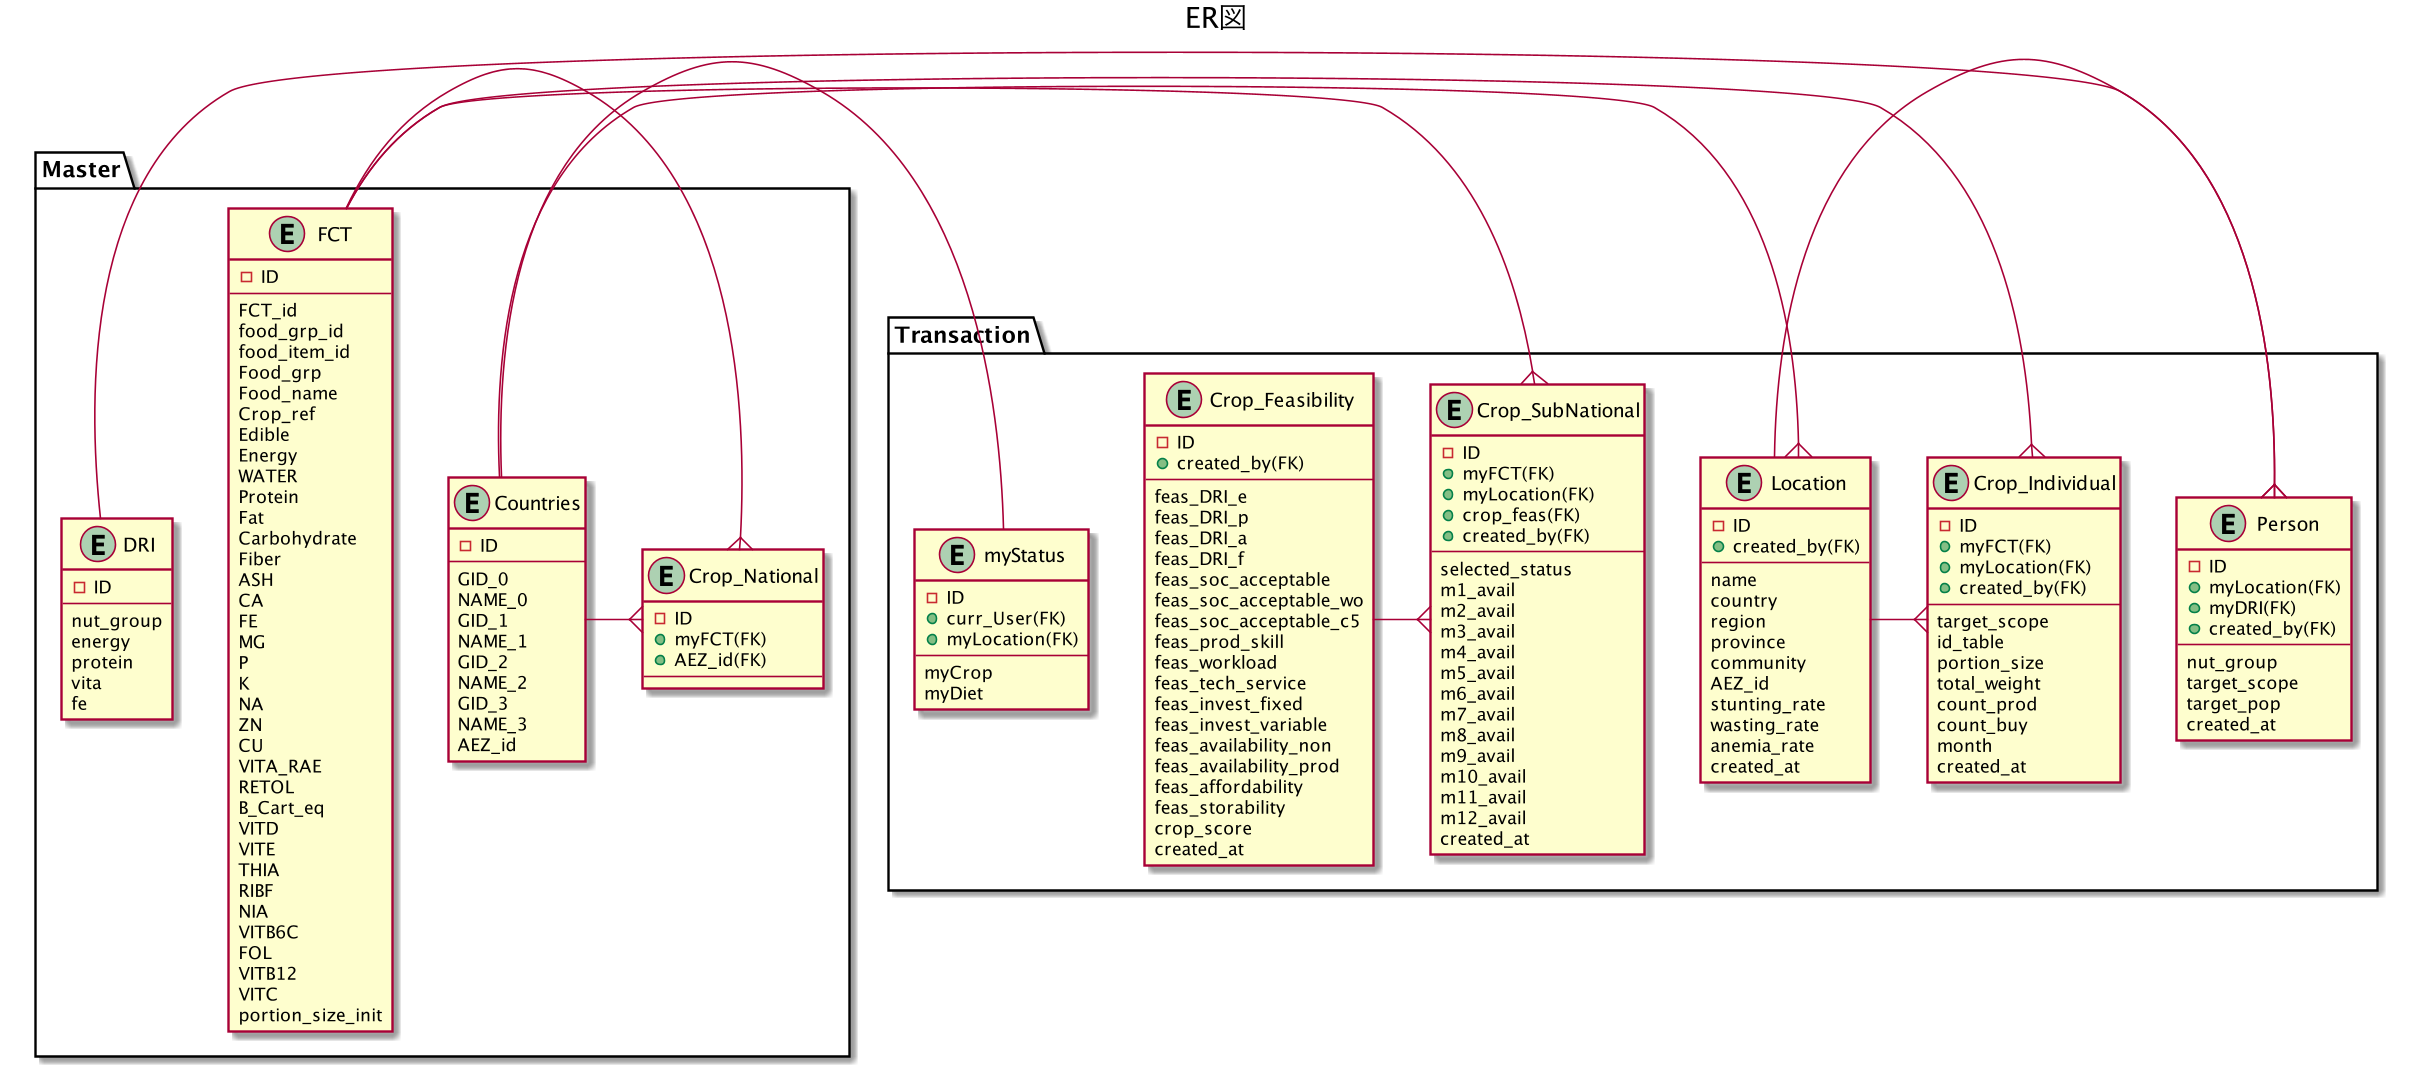 ER図
Master
E FCT
ID
FCT_id
food_grp_id
food_item_id
Food_grp
Food_name
Crop_ref
Edible
Energy
WATER
Protein
Fat
Carbohydrate
Fiber
ASH
CA
FE
MG
P
K
NA
ZN
CU
VITA_RAE
RETOL
B_Cart_eq
VITD
VITE
THIA
RIBF
NIA
VITB6C
FOL
VITB12
VITC
portion_size_init
E DRI
ID
nut_group
energy
protein
vita
fe
E Countries
ID
GID_0
NAME_0
GID_1
NAME_1
GID_2
NAME_2
GID_3
NAME_3
AEZ_id
E Crop_National
ID
myFCT(FK)
AEZ_id(FK)
Transaction
E myStatus
ID
curr_User(FK)
myLocation(FK)
myCrop
myDiet
E Crop_Feasibility
ID
created_by(FK)
feas_DRI_e
feas_DRI_p
feas_DRI_a
feas_DRI_f
feas_soc_acceptable
feas_soc_acceptable_wo
feas_soc_acceptable_c5
feas_prod_skill
feas_workload
feas_tech_service
feas_invest_fixed
feas_invest_variable
feas_availability_non
feas_availability_prod
feas_affordability
feas_storability
crop_score
created_at
E Crop_SubNational
ID
myFCT(FK)
myLocation(FK)
crop_feas(FK)
created_by(FK)
selected_status
m1_avail
m2_avail
m3_avail
m4_avail
m5_avail
m6_avail
m7_avail
m8_avail
m9_avail
m10_avail
m11_avail
m12_avail
created_at
E Location
ID
created_by(FK)
name
country
region
province
community
AEZ_id
stunting_rate
wasting_rate
anemia_rate
created_at
E Crop_Individual
ID
myFCT(FK)
myLocation(FK)
created_by(FK)
target_scope
id_table
portion_size
total_weight
count_prod
count_buy
month
created_at
E Person
ID
myLocation(FK)
myDRI(FK)
created_by(FK)
nut_group
target_scope
target_pop
created_at